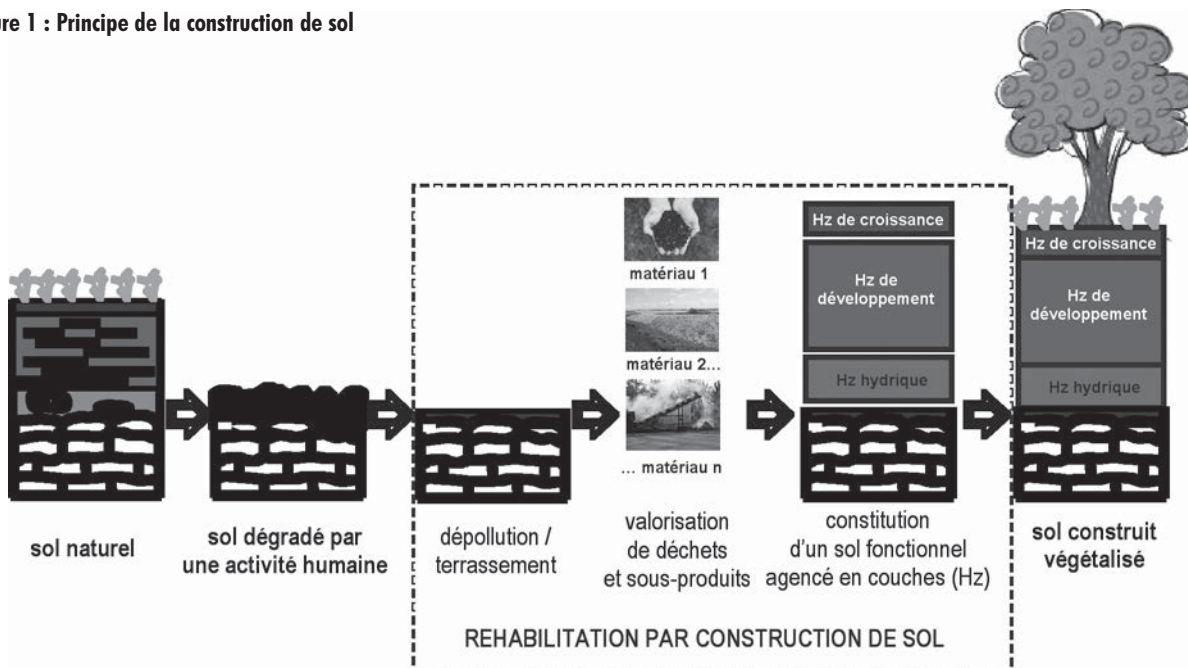 ure 1 : Principe de la construction de sol
Hz de croissance
Hz de
développement
Hz hydrique
matériau 1
matériau 2...
... matériau n
Hz de croissance
Hz de
développement
Hz hydrique
sol naturel
sol dégradé par
une activité humaine
dépollution /
terrassement
valorisation
de déchets
et sous-produits
constitution
d'un sol fonctionnel
agencé en couches (Hz)
sol construit
végétalisé
REHABILITATION PAR CONSTRUCTION DE SOL